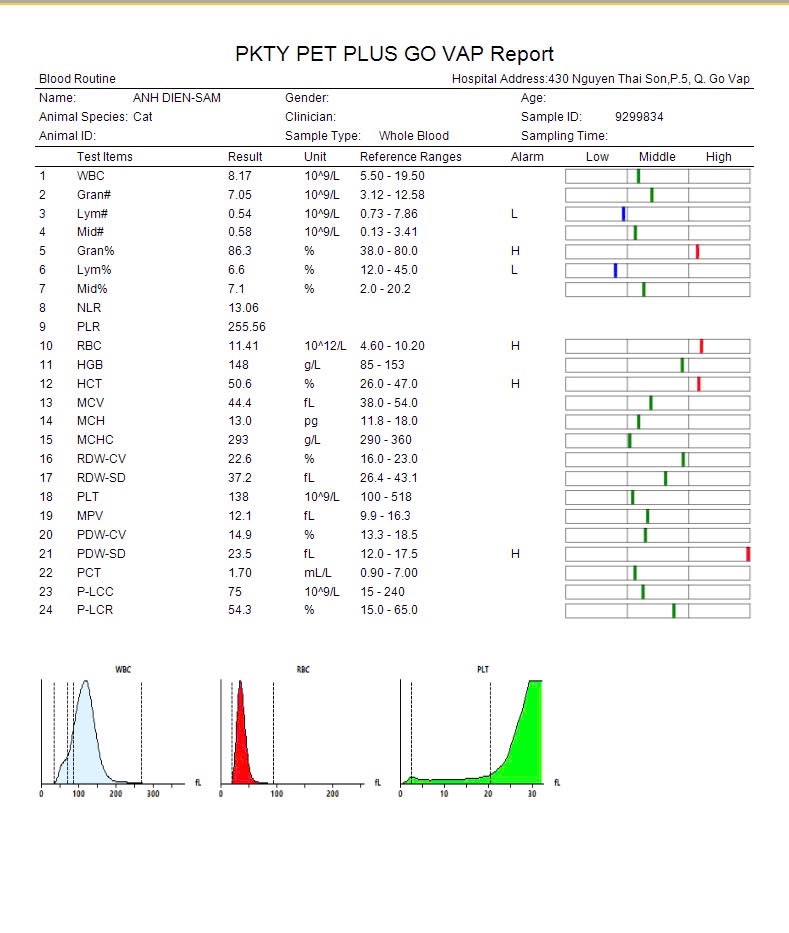 PKTY PET PLUS GO VAP Report
Blood Routine Hospital Address:430 Nguyen Thai Son,P.5, Q. Go Vap
Name: ANH DIEN-SAM Gender: Age:
Animal Species: Cat Clinician: Sample ID: 9299834
Animal ID: Sample Type: Whole Blood Sampling Time:
Test Items Result Unit Reference Ranges Alarm Low Middle High
1 WBC 8.17 10^9/L 5.50 - 19.50
2 Gran# 7.05 10^9/L 3.12 - 12.58
3 Lym# 0.54 10^9/L 0.73 - 7.86 L
4 Mid# 0.58 10^9/L 0.13 - 3.41
5 Gran% 86.3 % 38.0 - 80.0 H
6 Lym% 6.6 % 12.0 - 45.0 L
7 Mid% 7.1 % 2.0 - 20.2
8 NLR 13.06
9 PLR 255.56
10 RBC 11.41 10^12/L 4.60 - 10.20 H
11 HGB 148 g/L 85 - 153
12 HCT 50.6 % 26.0 - 47.0 H
13 MCV 44.4 fL 38.0 - 54.0
14 MCH 13.0 pg 11.8 - 18.0
15 MCHC 293 g/L 290 - 360
16 RDW-CV 22.6 % 16.0 - 23.0
17 RDW-SD 37.2 fL 26.4 - 43.1
18 PLT 138 10^9/L 100 - 518
19 MPV 12.1 fL 9.9 - 16.3
20 PDW-CV 14.9 % 13.3 - 18.5
21 PDW-SD 23.5 fL 12.0 - 17.5 H
22 PCT 1.70 mL/L 0.90 - 7.00
23 P-LCC 75 10^9/L 15 - 240
24 P-LCR 54.3 % 15.0 - 65.0
WBC RBC PLT
fL fL fL
0 100 200 300 0 100 200 0 10 20 30